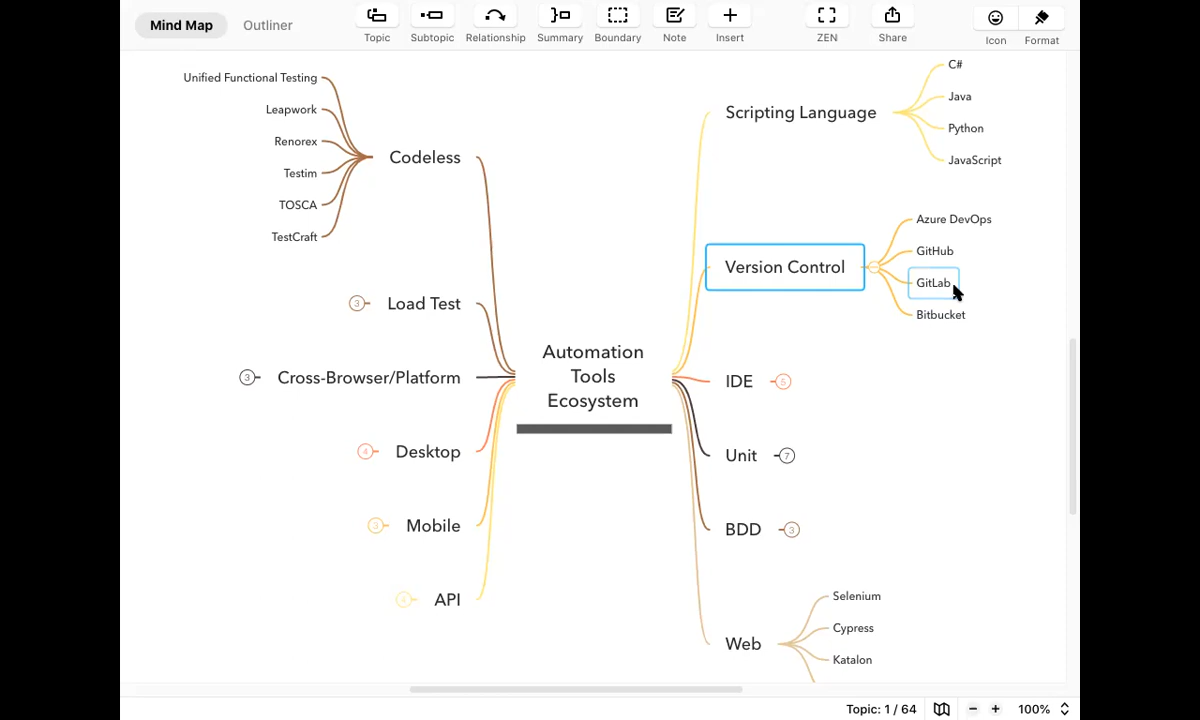 Mind Map
Outliner
Topic
Subtopic
Relationship
Summary
Boundary
Note
Insert
ZEN
Share
Icon
Format
Unified Functional Testing
Leapwork
Renorex
Testim
TOSCA
TestCraft
Codeless
3
Load Test
3
Cross-Browser/Platform
4
Desktop
3
Mobile
4
API
Automation
Tools
Ecosystem
Scripting Language
C#
Java
Python
JavaScript
Version Control
Azure DevOps
GitHub
GitLab
Bitbucket
IDE
5
Unit
7
BDD
3
Web
Selenium
Cypress
Katalon
Topic: 1 / 64
100%